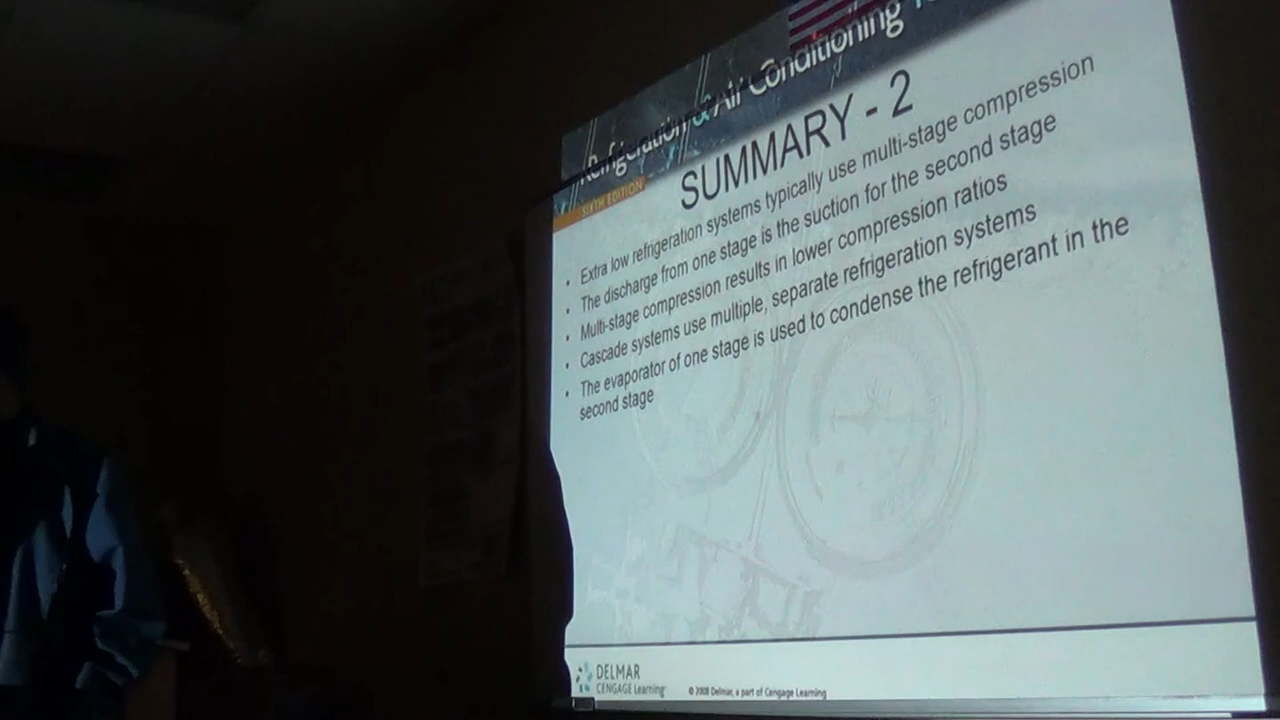 Refrigeration & Air Conditioning
SIXTH EDITION
SUMMARY - 2
• Extra low refrigeration systems typically use multi-stage compression
• The discharge from one stage is the suction for the second stage
• Multi-stage compression results in lower compression ratios
• Cascade systems use multiple, separate refrigeration systems
• The evaporator of one stage is used to condense the refrigerant in the
second stage
DELMAR
CENGAGE Learning
© 2008 Delmar, a part of Cengage Learning